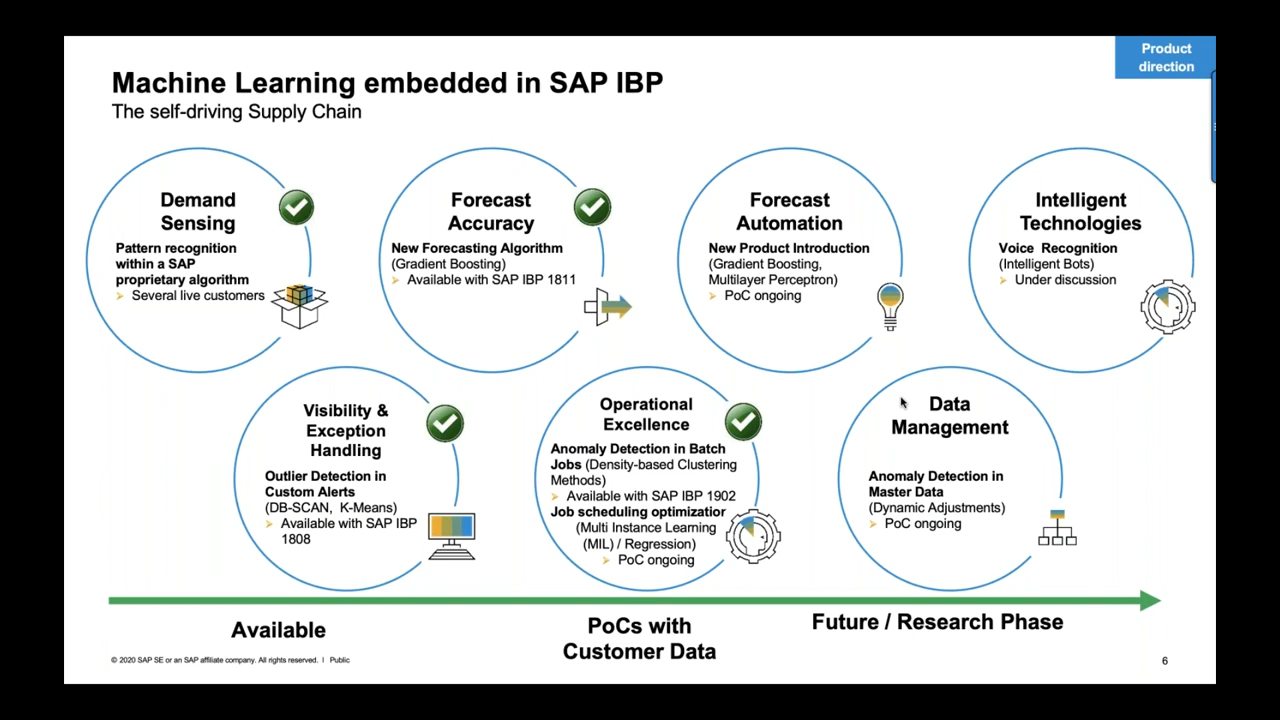 Product
direction
Machine Learning embedded in SAP IBP
The self-driving Supply Chain
Demand
Sensing
Pattern recognition
within a SAP
proprietary algorithm
Several live customers
Forecast
Accuracy
New Forecasting Algorithm
(Gradient Boosting)
Available with SAP IBP 1811
Forecast
Automation
New Product Introduction
(Gradient Boosting,
Multilayer Perceptron)
PoC ongoing
Intelligent
Technologies
Voice Recognition
(Intelligent Bots)
Under discussion
Visibility &
Exception
Handling
Outlier Detection in
Custom Alerts
(DB-SCAN, K-Means)
Available with SAP IBP
1808
Operational
Excellence
Anomaly Detection in Batch
Jobs (Density-based Clustering
Methods)
Available with SAP IBP 1902
Job scheduling optimizatior
(Multi Instance Learning
(MIL) / Regression)
PoC ongoing
Data
Management
Anomaly Detection in
Master Data
(Dynamic Adjustments)
PoC ongoing
Available
PoCs with
Customer Data
Future / Research Phase
© 2020 SAP SE or an SAP affiliate company. All rights reserved. I Public
6